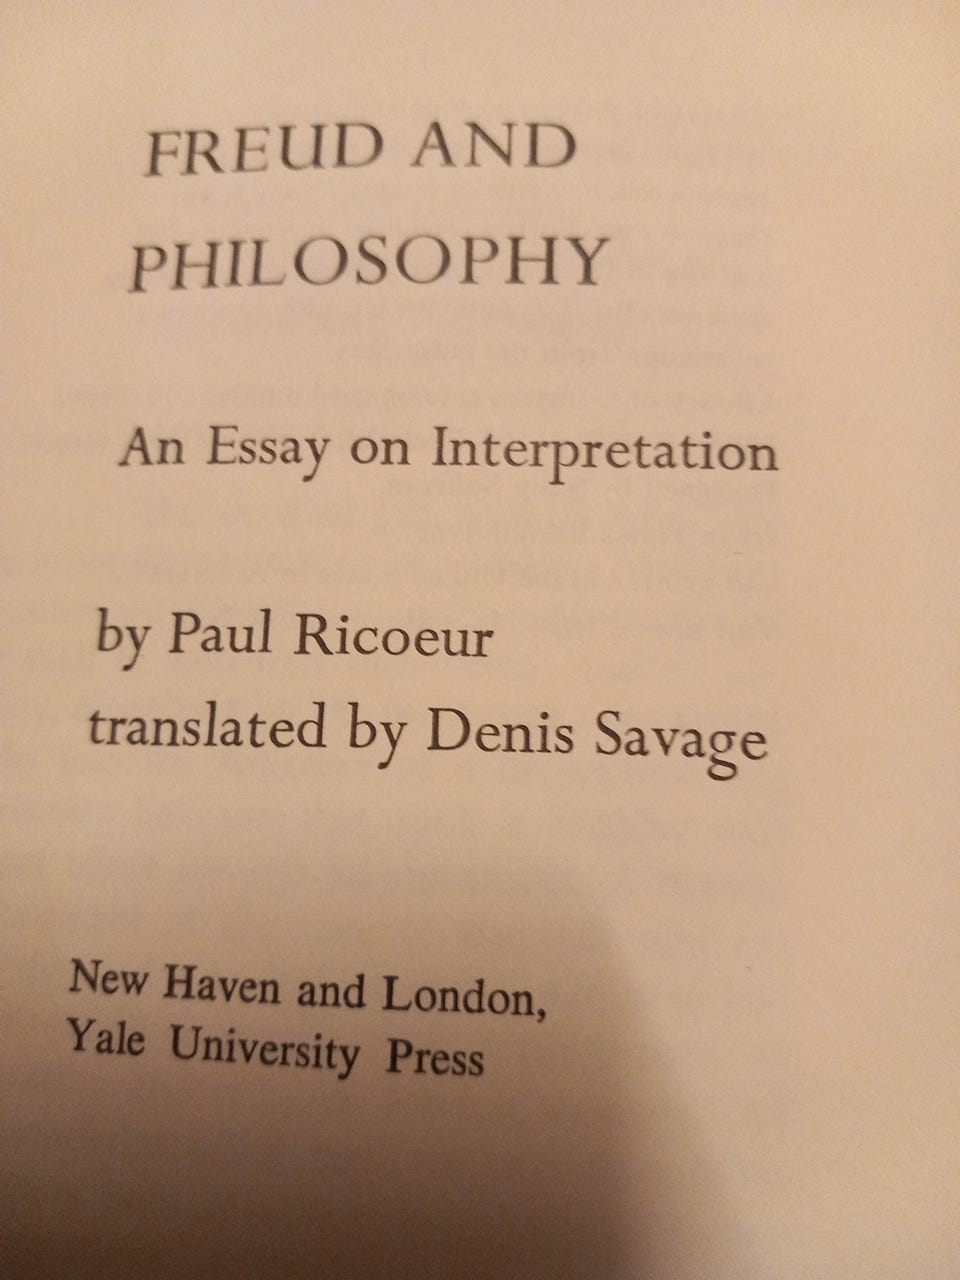 FREUD AND
PHILOSOPHY
An Essay on Interpretation
by Paul Ricoeur
translated by Denis Savage
New Haven and London,
Yale University Press